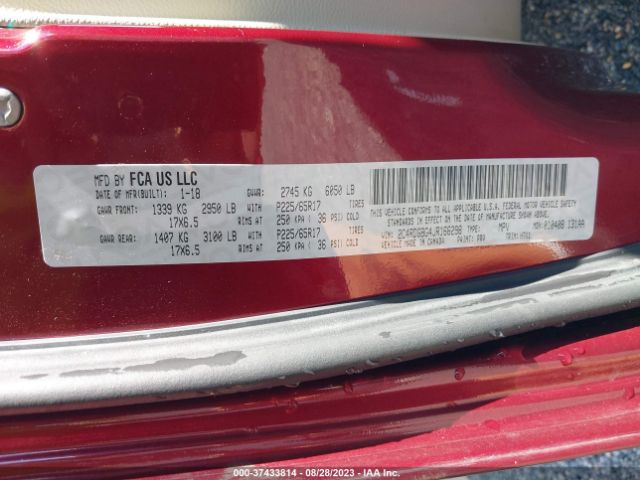 MFD BY FCA US LLC
DATE OF MFR(BUILT): 1-18 GVWR: 2745 KG 6050 LB
GAWR FRONT: 1339 KG 2950 LB WITH P225/65R17 TIRES
17X6.5 RIMS AT 250 KPA ( 36 PSI) COLD
GAWR REAR: 1407 KG 3100 LB WITH P225/65R17 TIRES
17X6.5 RIMS AT 250 KPA ( 36 PSI) COLD
THIS VEHICLE CONFORMS TO ALL APPLICABLE U.S.A. FEDERAL MOTOR VEHICLE SAFETY
STANDARDS IN EFFECT ON THE DATE OF MANUFACTURE SHOWN ABOVE.
MADE IN CANADA
VIN: 2C4RDGBG4JR166298 TYPE: MPV
000-37433814 - 08/28/2023 - IAA Inc.